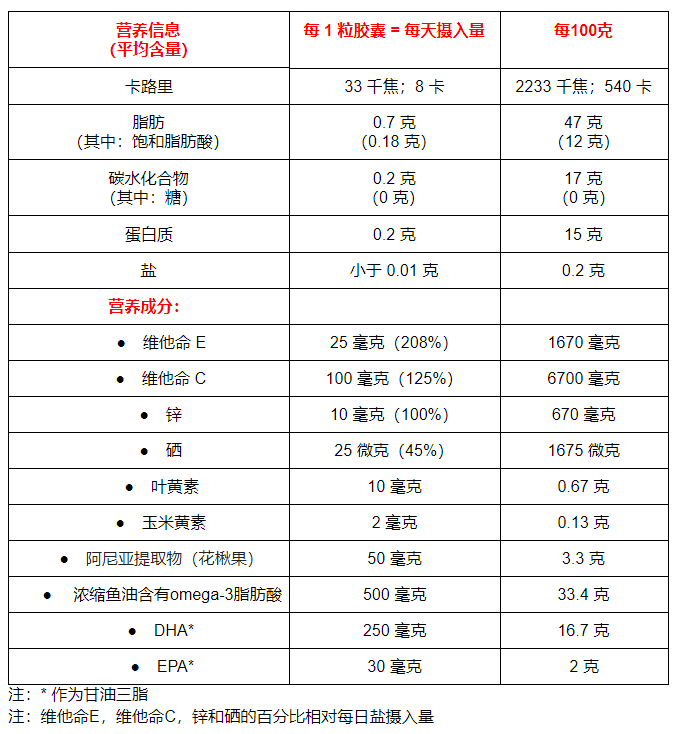 营养信息
（平均含量）
每 1 粒胶囊 = 每天摄入量
每100克
卡路里
33 千焦；8 卡
2233 千焦；540 卡
脂肪
（其中：饱和脂肪酸）
0.7 克
(0.18 克)
47 克
(12 克)
碳水化合物
（其中：糖）
0.2 克
(0 克)
17 克
(0 克)
蛋白质
0.2 克
15 克
盐
小于 0.01 克
0.2 克
营养成分：
● 维他命 E
25 毫克（208%）
1670 毫克
● 维他命 C
100 毫克（125%）
6700 毫克
● 锌
10 毫克（100%）
670 毫克
● 硒
25 微克（45%）
1675 微克
● 叶黄素
10 毫克
0.67 克
● 玉米黄素
2 毫克
0.13 克
● 阿尼亚提取物（花楸果）
50 毫克
3.3 克
● 浓缩鱼油含有omega-3脂肪酸
500 毫克
33.4 克
● DHA*
250 毫克
16.7 克
● EPA*
30 毫克
2 克
注：* 作为甘油三脂
注：维他命E，维他命C，锌和硒的百分比相对每日盐摄入量